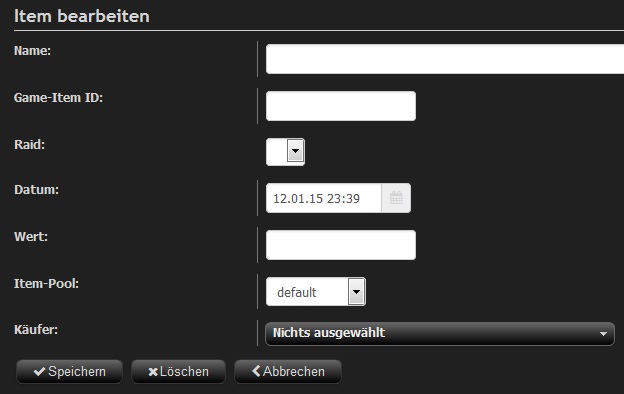 Item bearbeiten
Name:
Game-Item ID:
Raid:
Datum: 12.01.15 23:39
Wert:
Item-Pool: default
Käufer: Nichts ausgewählt
Speichern Löschen Abbrechen